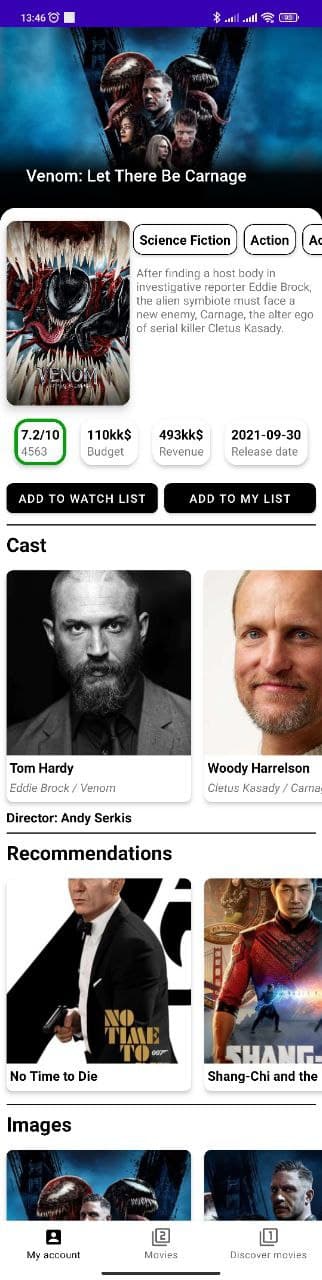 13:46
93
Venom: Let There Be Carnage
Science Fiction
Action
After finding a host body in
investigative reporter Eddie Brock,
the alien symbiote must face a
new enemy, Carnage, the alter ego
of serial killer Cletus Kasady.
VENOM
7.2/10
4563
110kk$
Budget
493kk$
Revenue
2021-09-30
Release date
ADD TO WATCH LIST
ADD TO MY LIST
Cast
Tom Hardy
Eddie Brock / Venom
Woody Harrelson
Cletus Kasady / Carna
Director: Andy Serkis
Recommendations
NO
TIME
TO
007
No Time to Die
SHANG-
Shang-Chi and the
Images
2
1
My account
Movies
Discover movies